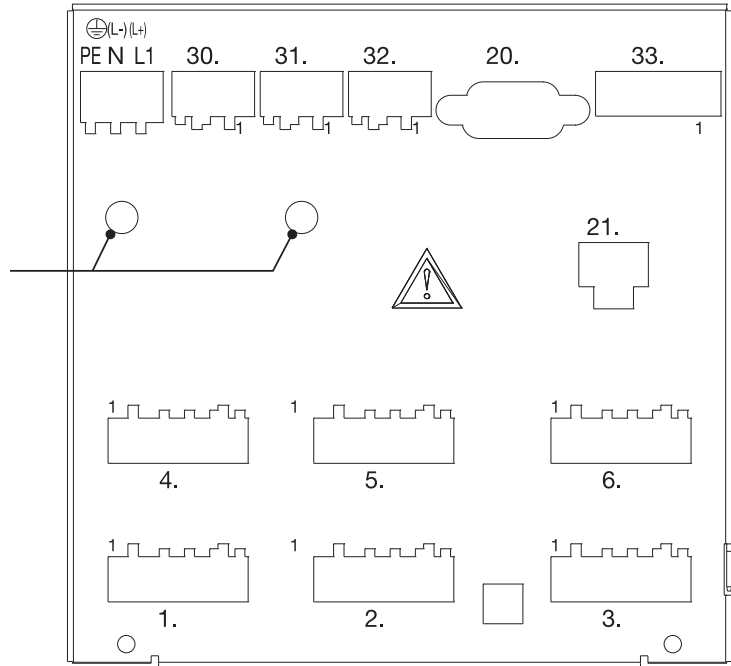 (L-) (L+)
PE N L1 30. 31. 32. 20. 33.
1 1 1 1
21.
1 1 1
4. 5. 6.
1 1 1
1. 2. 3.